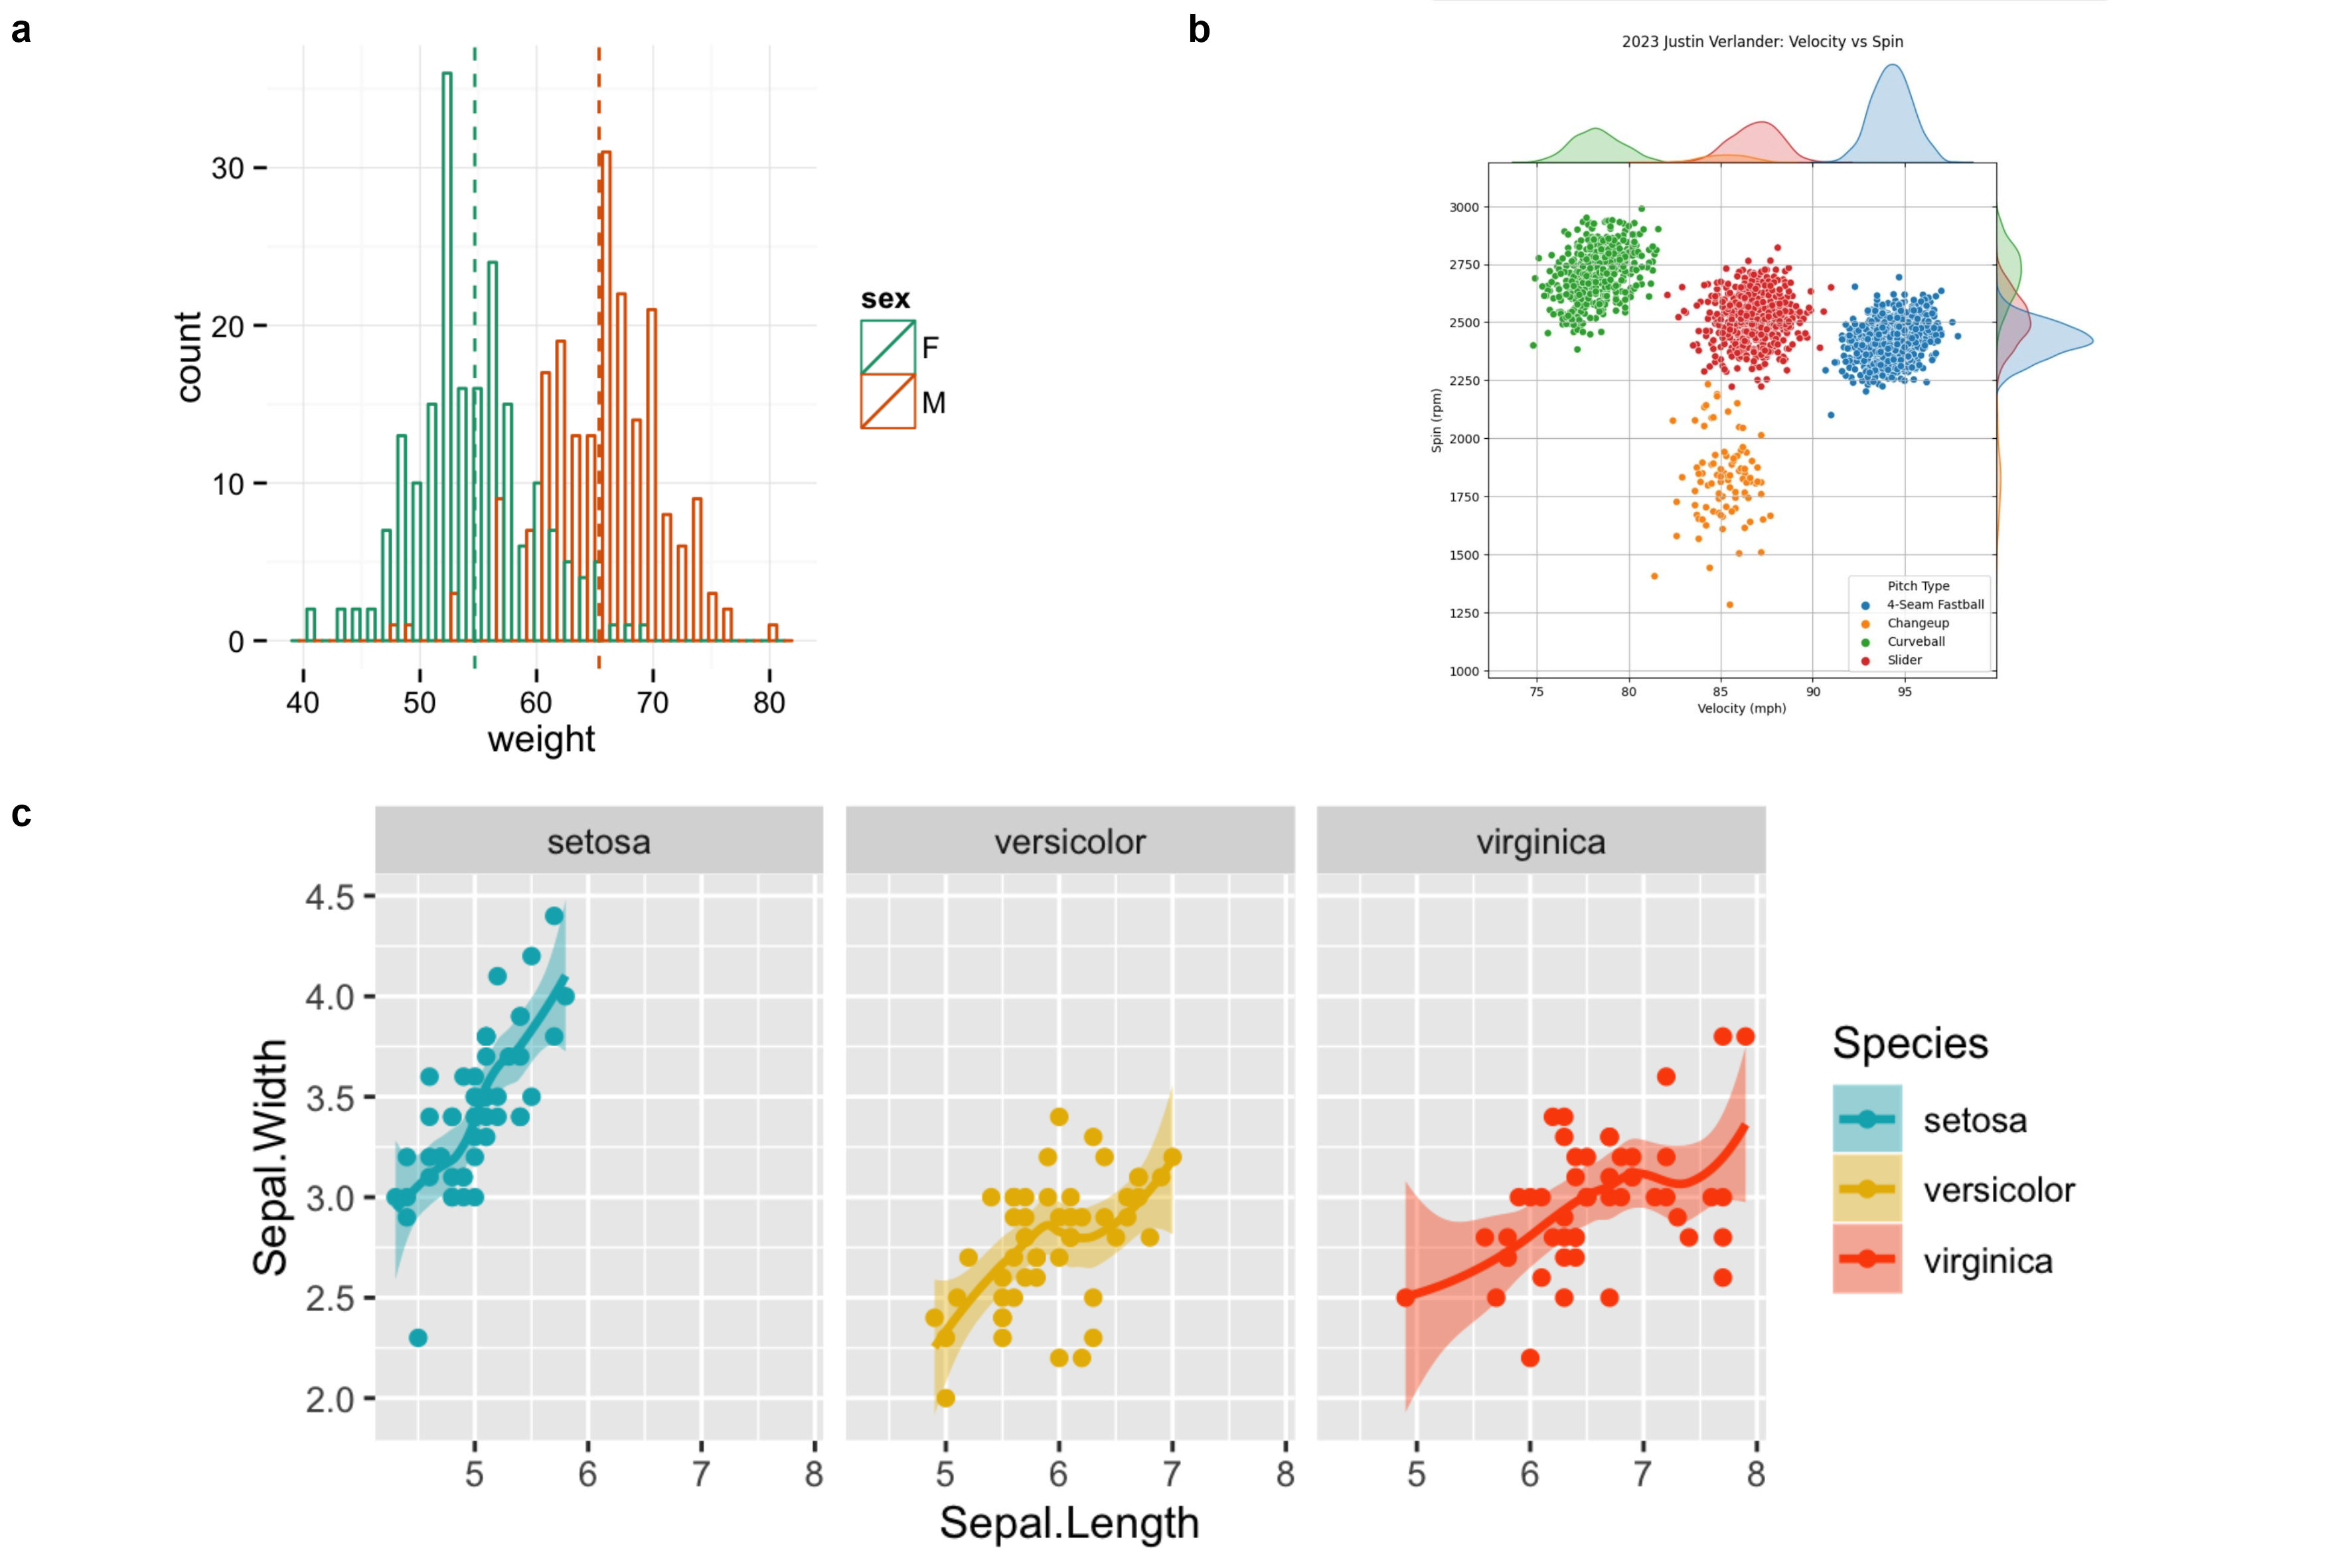 a
30
20
10
0
count
40 50 60 70 80
weight
sex
F
M
b
2023 Justin Verlander: Velocity vs Spin
3000
2750
2500
2250
2000
1750
1500
1250
1000
Spin (rpm)
75 80 85 90 95
Velocity (mph)
Pitch Type
4-Seam Fastball
Changeup
Curveball
Slider
c
setosa versicolor virginica
4.5
4.0
3.5
3.0
2.5
2.0
Sepal.Width
5 6 7 8 5 6 7 8 5 6 7 8
Sepal.Length
Species
setosa
versicolor
virginica